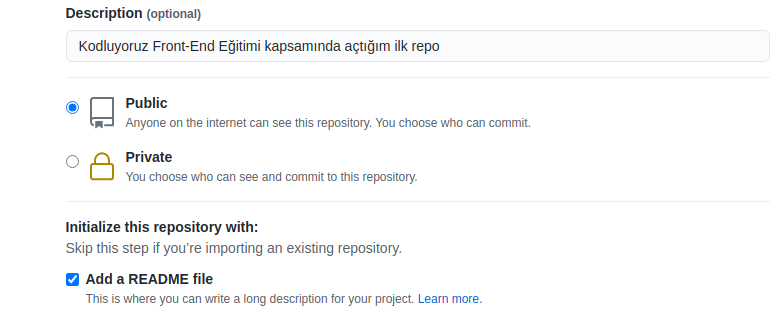 Description (optional)
Kodluyoruz Front-End Eğitimi kapsamında açtığım ilk repo
Public
Anyone on the internet can see this repository. You choose who can commit.
Private
You choose who can see and commit to this repository.
Initialize this repository with:
Skip this step if you’re importing an existing repository.
Add a README file
This is where you can write a long description for your project. Learn more.